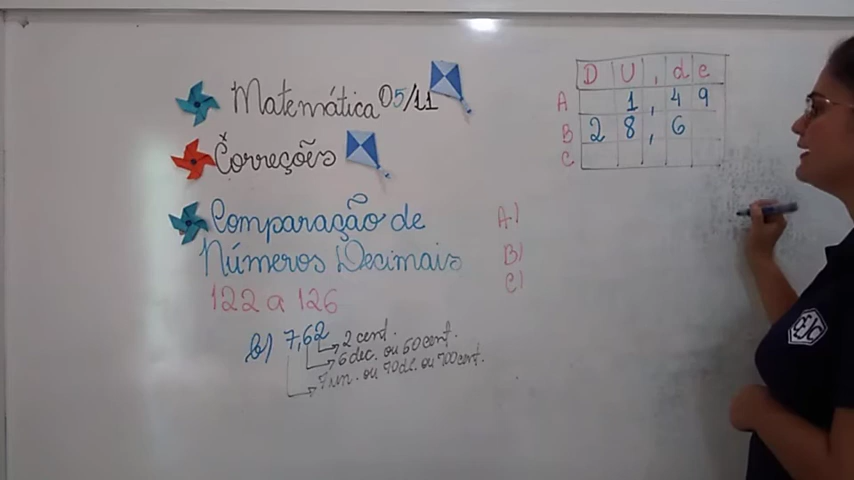 Matemática 05/11
Correções
Comparação de
Números Decimais
122 a 126
b) 7,62
2 cent.
6 dec. ou 60 cent.
7 un. ou 70 dc. ou 700 cent.
A)
B)
C)
D U , d c
A 1 , 4 9
B 2 8 , 6
C